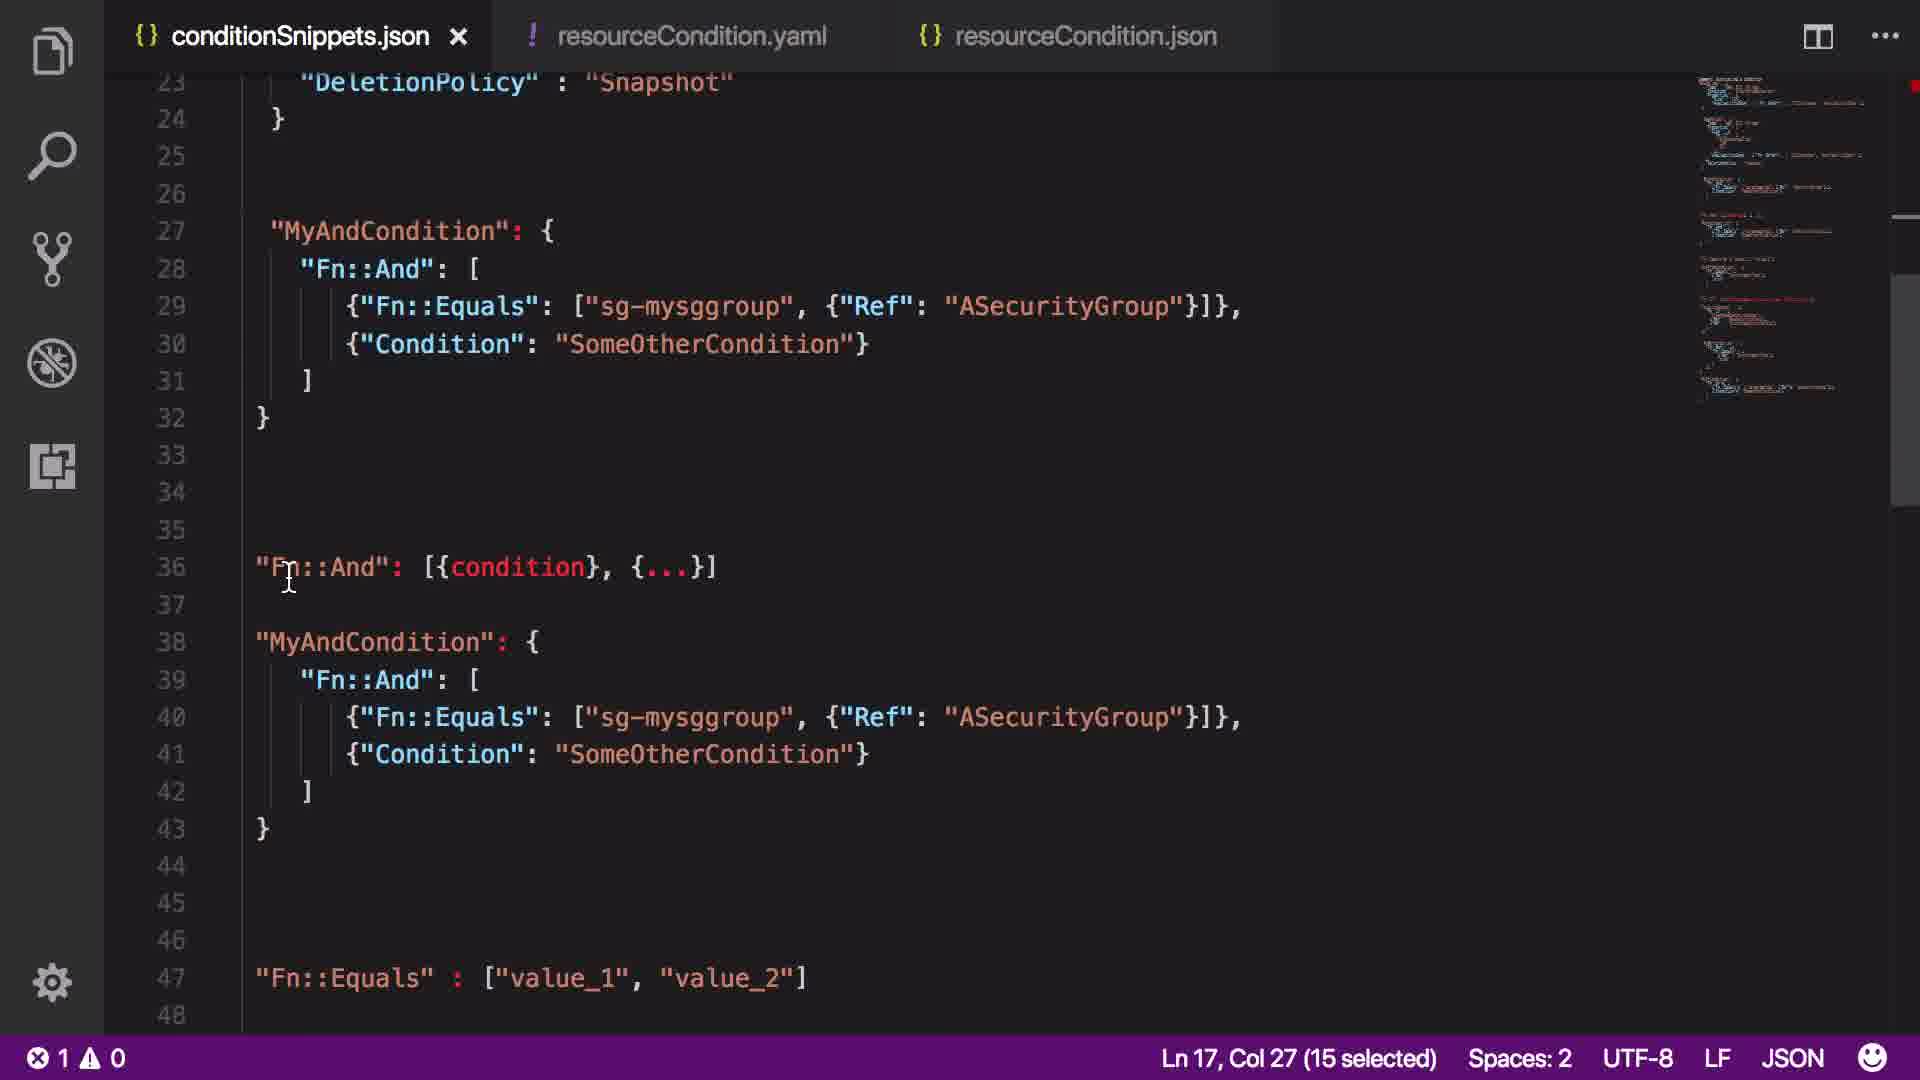 {} conditionSnippets.json × ! resourceCondition.yaml {} resourceCondition.json
23 "DeletionPolicy" : "Snapshot"
24 }
25
26
27 "MyAndCondition": {
28 "Fn::And": [
29 {"Fn::Equals": ["sg-mysggroup", {"Ref": "ASecurityGroup"}]},
30 {"Condition": "SomeOtherCondition"}
31 ]
32 }
33
34
35
36 "Fn::And": [{condition}, {...}]
37
38 "MyAndCondition": {
39 "Fn::And": [
40 {"Fn::Equals": ["sg-mysggroup", {"Ref": "ASecurityGroup"}]},
41 {"Condition": "SomeOtherCondition"}
42 ]
43 }
44
45
46
47 "Fn::Equals" : ["value_1", "value_2"]
48
1 0 Ln 17, Col 27 (15 selected) Spaces: 2 UTF-8 LF JSON